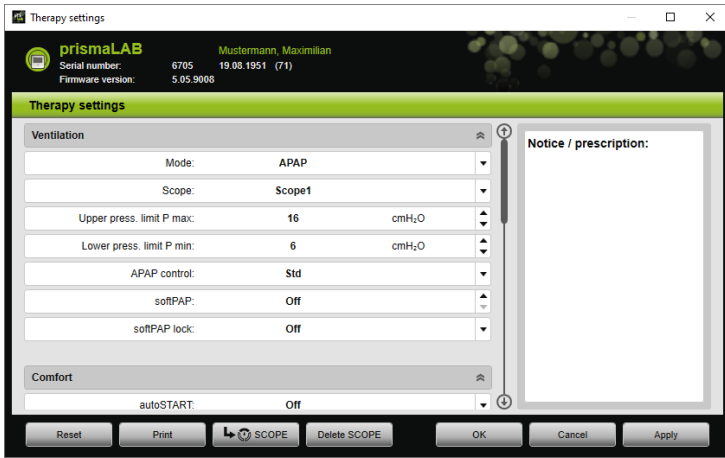 Therapy settings
prismaLAB Mustermann, Maximilian
Serial number: 6705 19.08.1951 (71)
Firmware version: 5.05.9008
Therapy settings
Ventilation
Mode: APAP
Scope: Scope1
Upper press. limit P max: 16 cmH₂O
Lower press. limit P min: 6 cmH₂O
APAP control: Std
softPAP: Off
softPAP lock: Off
Comfort
autoSTART: Off
Notice / prescription:
Reset Print SCOPE Delete SCOPE OK Cancel Apply